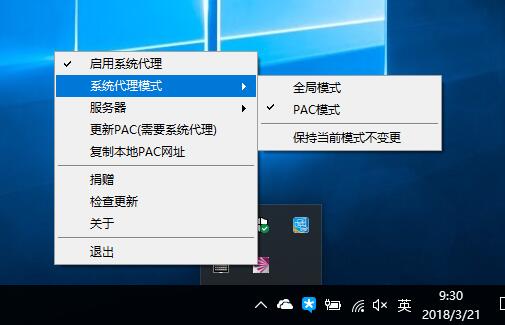 启用系统代理
系统代理模式
服务器
更新PAC(需要系统代理)
复制本地PAC网址
捐赠
检查更新
关于
退出
全局模式
PAC模式
保持当前模式不变更
英
9:30
2018/3/21